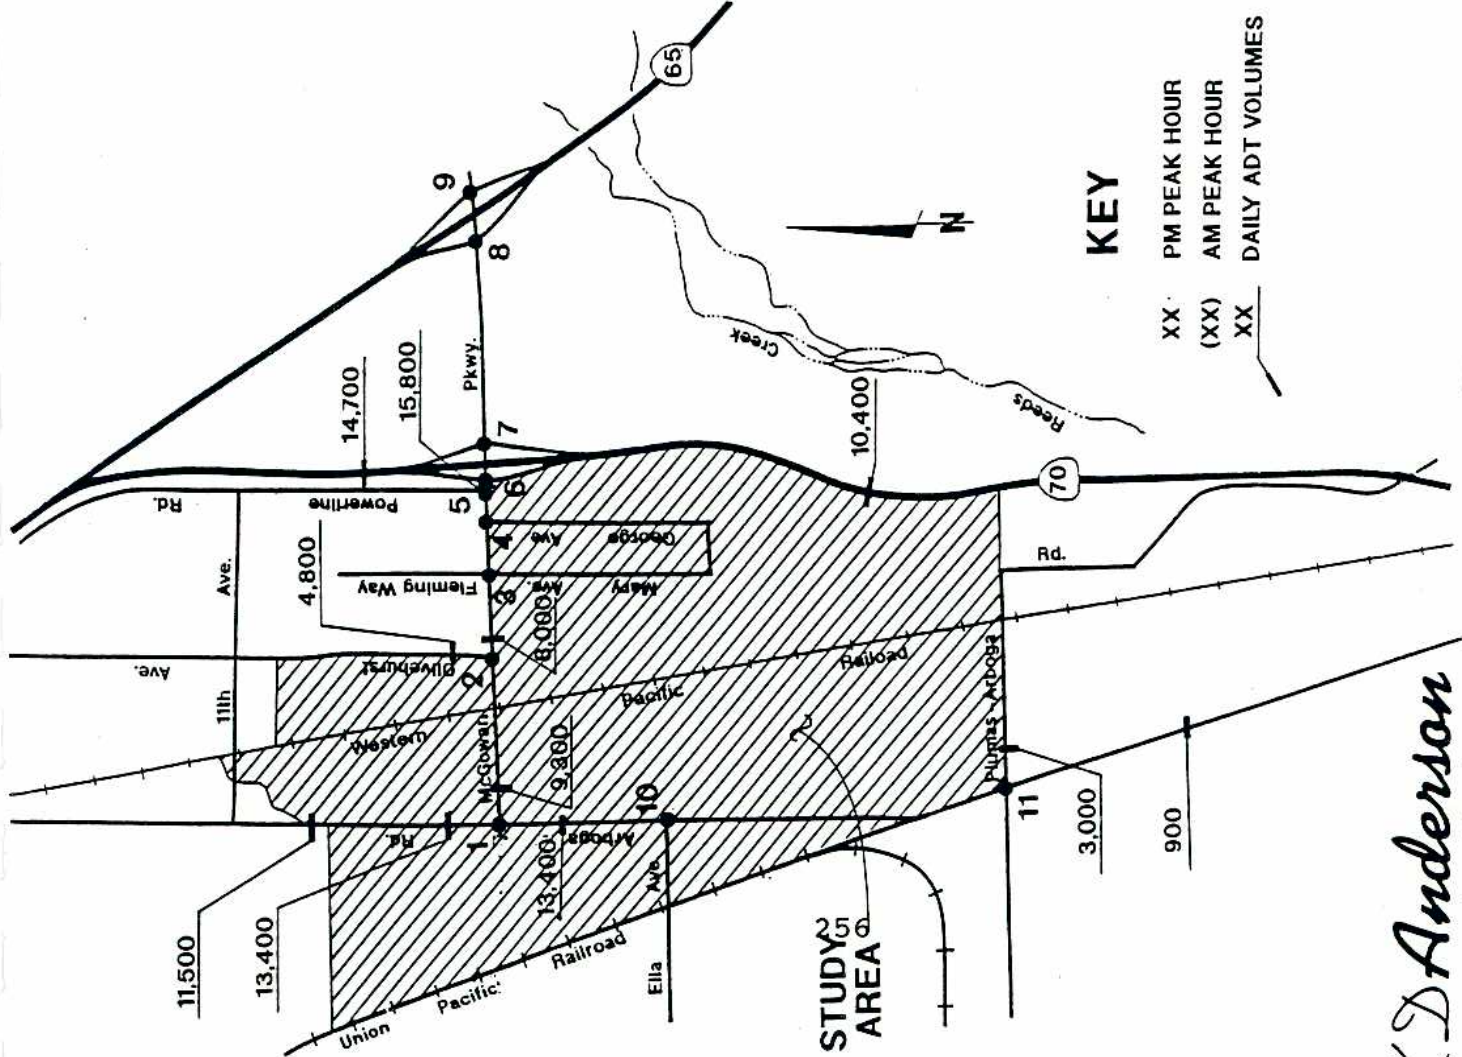 65
9
8
Pkwy.
7
14,700
15,800
10,400
Creek
Reeds
N
KEY
XX PM PEAK HOUR
(XX) AM PEAK HOUR
XX DAILY ADT VOLUMES
70
Rd.
Powerline
5
6
4
George
Ave
Fleming Way
3
Mary
Ave.
Ave.
11th
4,800
8,000
Ave.
Olivehurst
2
Western
Pacific
Railroad
McGowan
9,300
Plumas - Arboga
Rd.
Rd.
1
Arboga
13,400
10
11
3,000
900
11,500
13,400
Ella
Ave
Union
Pacific
Railroad
STUDY
AREA
256
KDAnderson